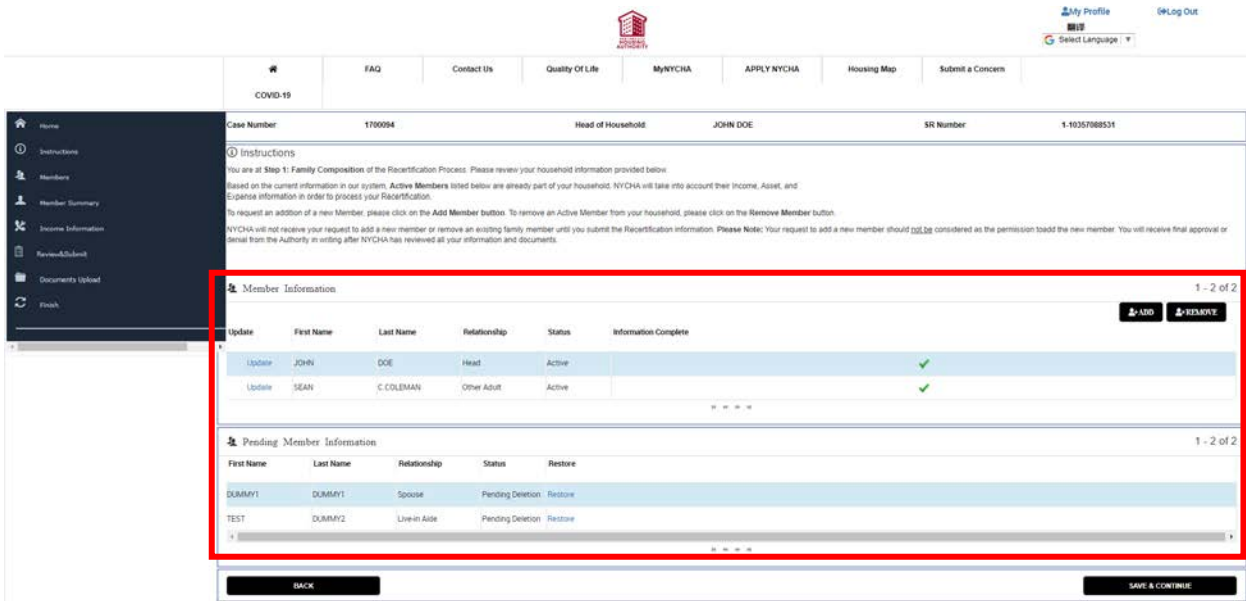 My Profile
Log Out
翻译
Select Language ▼
HOUSING
AUTHORITY
FAQ
Contact Us
Quality Of Life
MyNYCHA
APPLY NYCHA
Housing Map
Submit a Concern
COVID-19
Home
Instructions
Members
Member Summary
Income Information
Review&Submit
Documents Upload
Finish
Case Number 1700094 Head of Household JOHN DOE SR Number 1-10357088531
Instructions
You are at Step 1: Family Composition of the Recertification Process. Please review your household information provided below.
Based on the current information in our system, Active Members listed below are already part of your household. NYCHA will take into account their Income, Asset, and
Expense information in order to process your Recertification.
To request an addition of a new Member, please click on the Add Member button. To remove an Active Member from your household, please click on the Remove Member button.
NYCHA will not receive your request to add a new member or remove an existing family member until you submit the Recertification information. Please Note: Your request to add a new member should not be considered as the permission toadd the new member. You will receive final approval or
denial from the Authority in writing after NYCHA has reviewed all your information and documents.
Member Information 1 - 2 of 2
ADD REMOVE
Update First Name Last Name Relationship Status Information Complete
Update JOHN DOE Head Active
Update SEAN C.COLEMAN Other Adult Active
Pending Member Information 1 - 2 of 2
First Name Last Name Relationship Status Restore
DUMMY1 DUMMY1 Spouse Pending Deletion Restore
TEST DUMMY2 Live-in Aide Pending Deletion Restore
BACK SAVE & CONTINUE